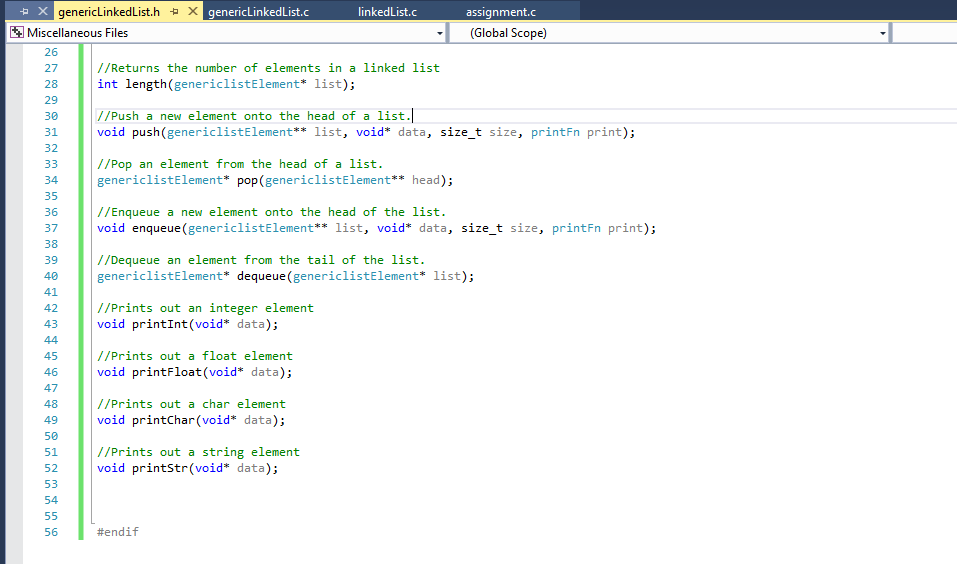 genericLinkedList.h genericLinkedList.c linkedList.c assignment.c
Miscellaneous Files (Global Scope)
26
27 //Returns the number of elements in a linked list
28 int length(genericlistElement* list);
29
30 //Push a new element onto the head of a list.
31 void push(genericlistElement** list, void* data, size_t size, printFn print);
32
33 //Pop an element from the head of a list.
34 genericlistElement* pop(genericlistElement** head);
35
36 //Enqueue a new element onto the head of the list.
37 void enqueue(genericlistElement** list, void* data, size_t size, printFn print);
38
39 //Dequeue an element from the tail of the list.
40 genericlistElement* dequeue(genericlistElement* list);
41
42 //Prints out an integer element
43 void printInt(void* data);
44
45 //Prints out a float element
46 void printFloat(void* data);
47
48 //Prints out a char element
49 void printChar(void* data);
50
51 //Prints out a string element
52 void printStr(void* data);
53
54
55
56 #endif